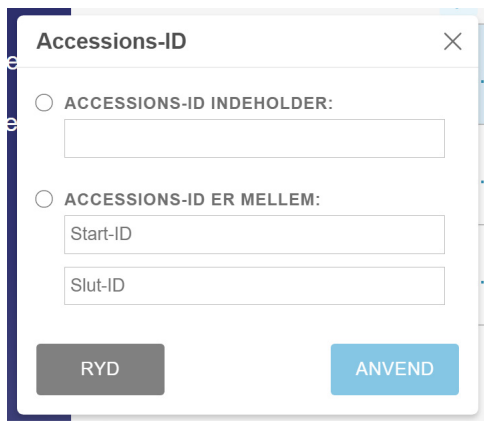 Accessions-ID
ACCESSIONS-ID INDEHOLDER:
ACCESSIONS-ID ER MELLEM:
Start-ID
Slut-ID
RYD
ANVEND